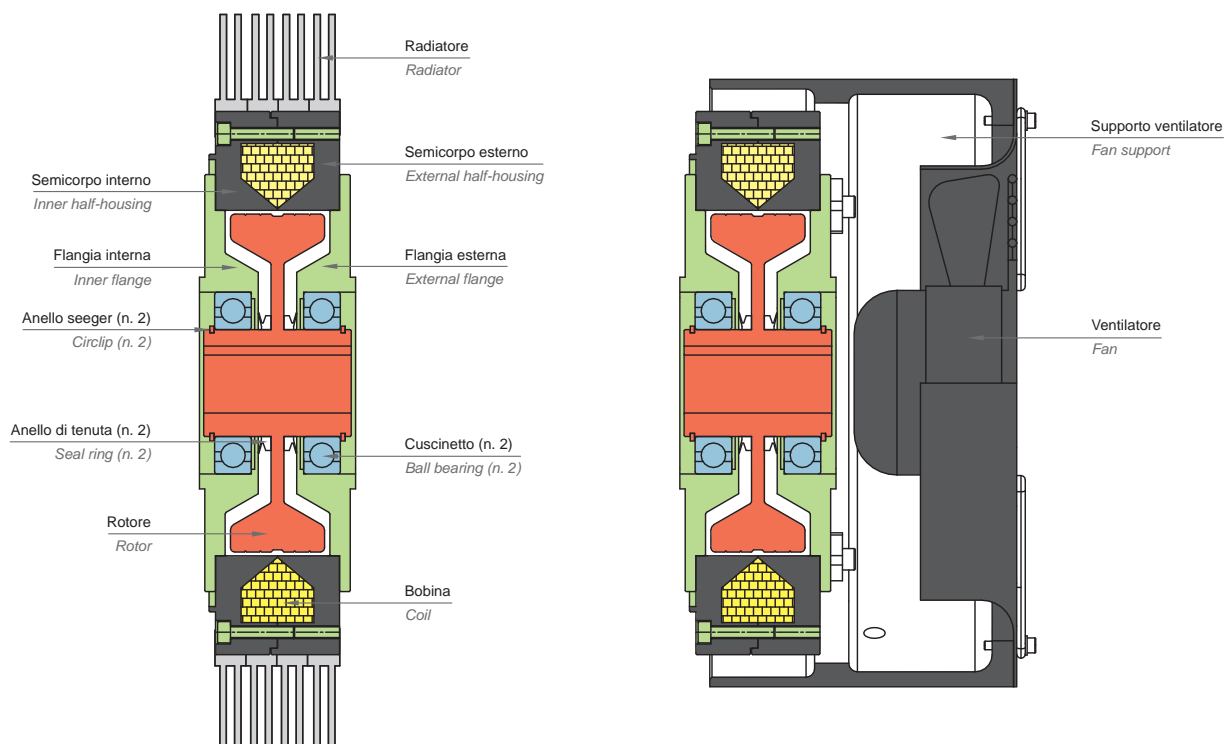 Radiatore
Radiator
Semicorpo esterno
External half-housing
Semicorpo interno
Inner half-housing
Flangia interna
Inner flange
Flangia esterna
External flange
Anello seeger (n. 2)
Circlip (n. 2)
Anello di tenuta (n. 2)
Seal ring (n. 2)
Cuscinetto (n. 2)
Ball bearing (n. 2)
Rotore
Rotor
Bobina
Coil
Supporto ventilatore
Fan support
Ventilatore
Fan